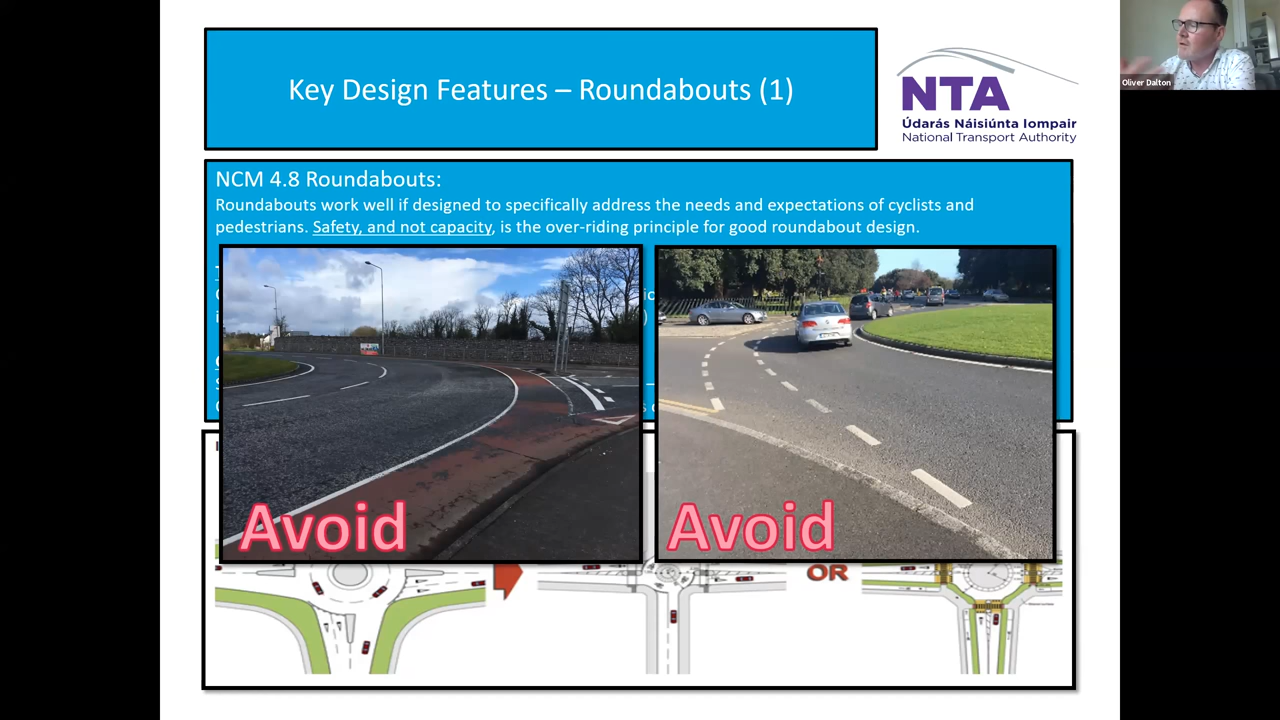 Key Design Features – Roundabouts (1)
NTA
Údarás Náisiúnta Iompair
National Transport Authority
Oliver Dalton
NCM 4.8 Roundabouts:
Roundabouts work well if designed to specifically address the needs and expectations of cyclists and
pedestrians. Safety, and not capacity, is the over-riding principle for good roundabout design.
Avoid
Avoid
OR